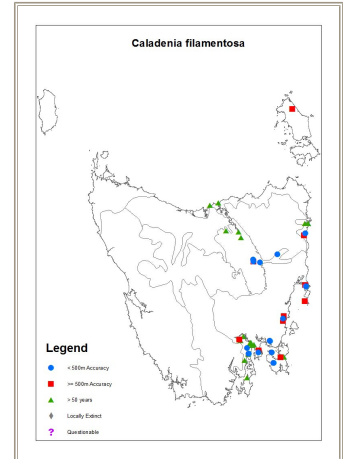 Caladenia filamentosa
Legend
< 500m Accuracy
>= 500m Accuracy
> 50 years
Locally Extinct
? Questionable